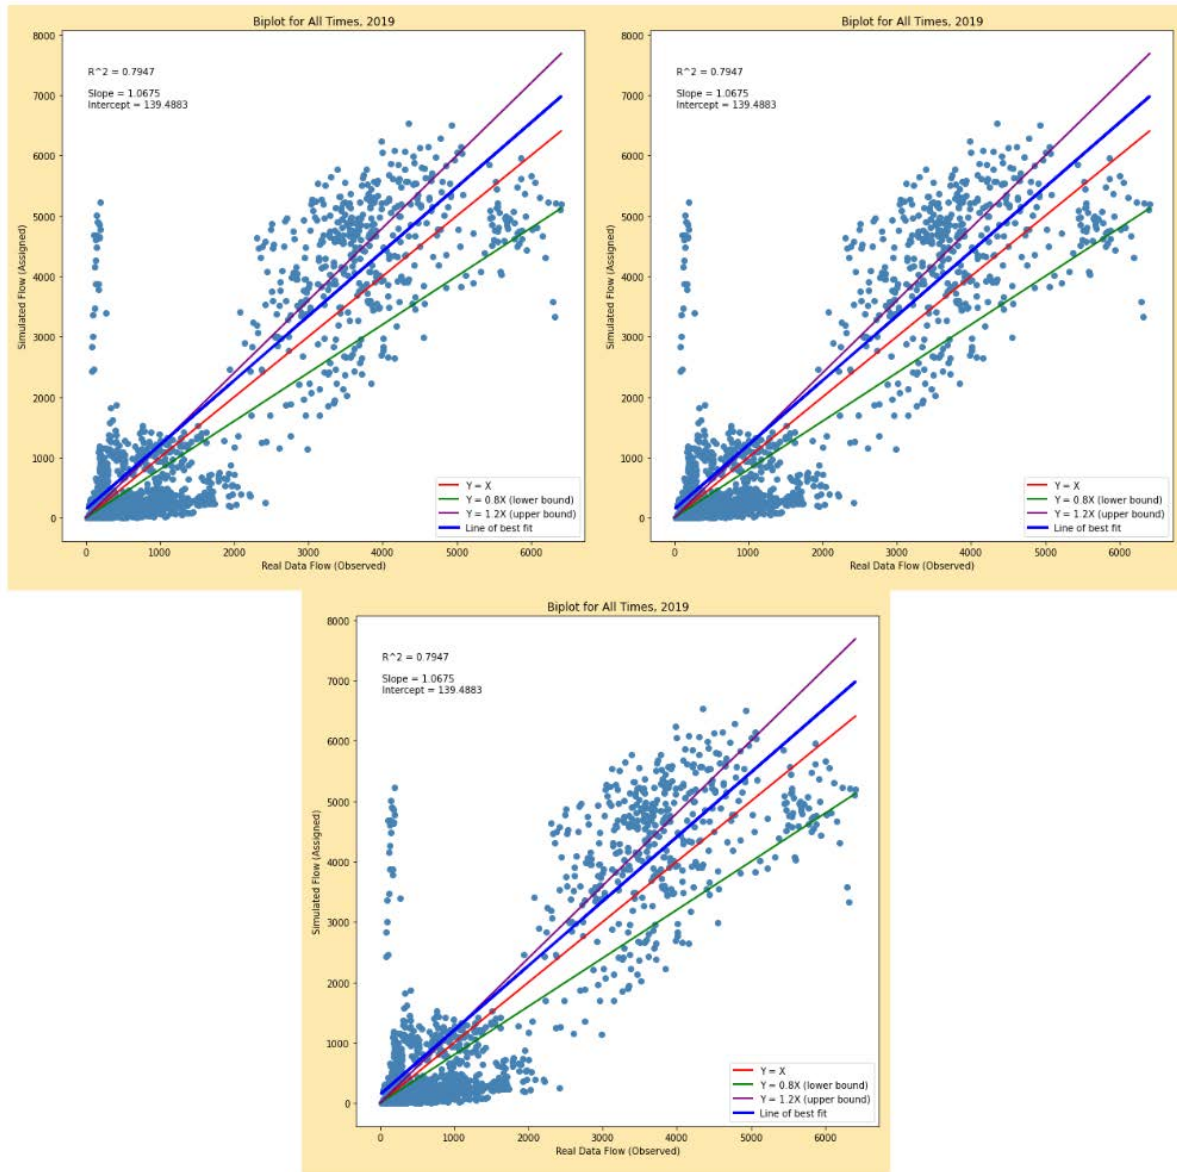 Biplot for All Times, 2019
8000
7000
6000
5000
4000
3000
2000
1000
0
Simulated Flow (Assigned)
R^2 = 0.7947
Slope = 1.0675
Intercept = 139.4883
Y = X
Y = 0.8X (lower bound)
Y = 1.2X (upper bound)
Line of best fit
0 1000 2000 3000 4000 5000 6000
Real Data Flow (Observed)
Biplot for All Times, 2019
8000
7000
6000
5000
4000
3000
2000
1000
0
Simulated Flow (Assigned)
R^2 = 0.7947
Slope = 1.0675
Intercept = 139.4883
Y = X
Y = 0.8X (lower bound)
Y = 1.2X (upper bound)
Line of best fit
0 1000 2000 3000 4000 5000 6000
Real Data Flow (Observed)
Biplot for All Times, 2019
8000
7000
6000
5000
4000
3000
2000
1000
0
Simulated Flow (Assigned)
R^2 = 0.7947
Slope = 1.0675
Intercept = 139.4883
Y = X
Y = 0.8X (lower bound)
Y = 1.2X (upper bound)
Line of best fit
0 1000 2000 3000 4000 5000 6000
Real Data Flow (Observed)